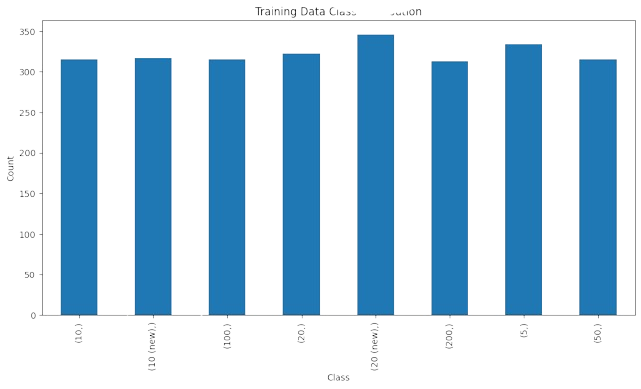 Training Data Class
350
300
250
200
150
100
50
0
Count
(10,)
(10 (new),)
(100,)
(20,)
(20 (new),)
(200,)
(5,)
(50,)
Class